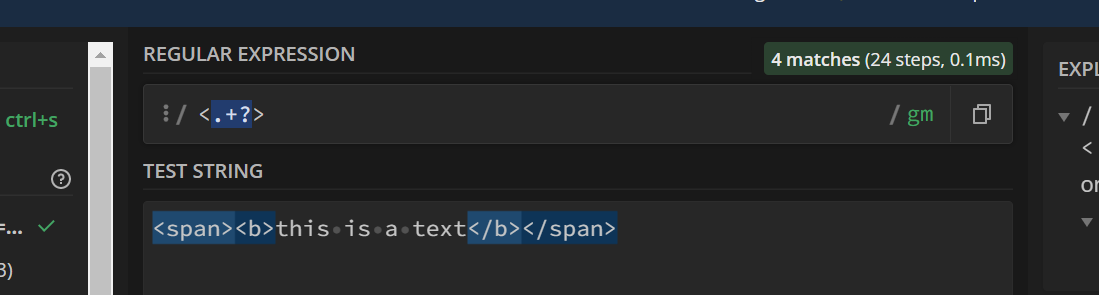 REGULAR EXPRESSION
4 matches (24 steps, 0.1ms)
EXPL
ctrl+s
/ <.+?>
/ gm
/
<
or
TEST STRING
=...
<span><b>this·is·a·text</b></span>
3)